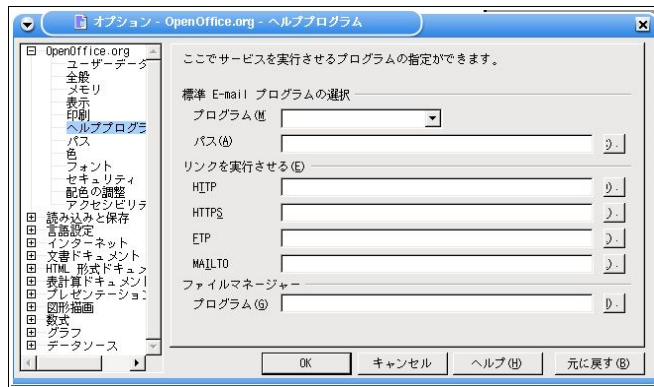 オプション - OpenOffice.org - ヘルププログラム
OpenOffice.org
ユーザーデータ
全般
メモリ
表示
印刷
ヘルププログラ
パス
色
フォント
セキュリティ
配色の調整
アクセシビリテ
読み込みと保存
言語設定
インターネット
文書ドキュメント
HTML 形式ドキュメ
表計算ドキュメント
プレゼンテーション
図形描画
数式
グラフ
データソース
ここでサービスを実行させるプログラムの指定ができます。
標準 E-mail プログラムの選択
プログラム(M
パス(A)
リンクを実行させる(E)
HTTP
HTTPS
FTP
MAILTO
ファイルマネージャー
プログラム(G)
OK
キャンセル
ヘルプ(H)
元に戻す(B)